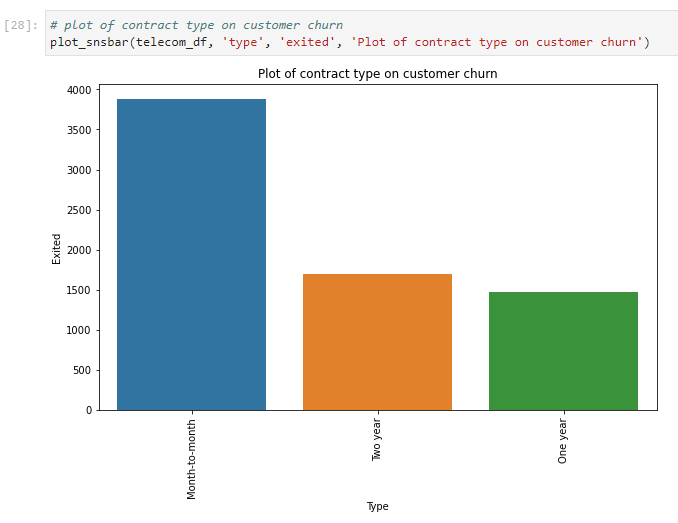 [28]: # plot of contract type on customer churn
plot_snsbar(telecom_df, 'type', 'exited', 'Plot of contract type on customer churn')
Plot of contract type on customer churn
4000
3500
3000
2500
2000
1500
1000
500
0
Exited
Month-to-month
Two year
One year
Type